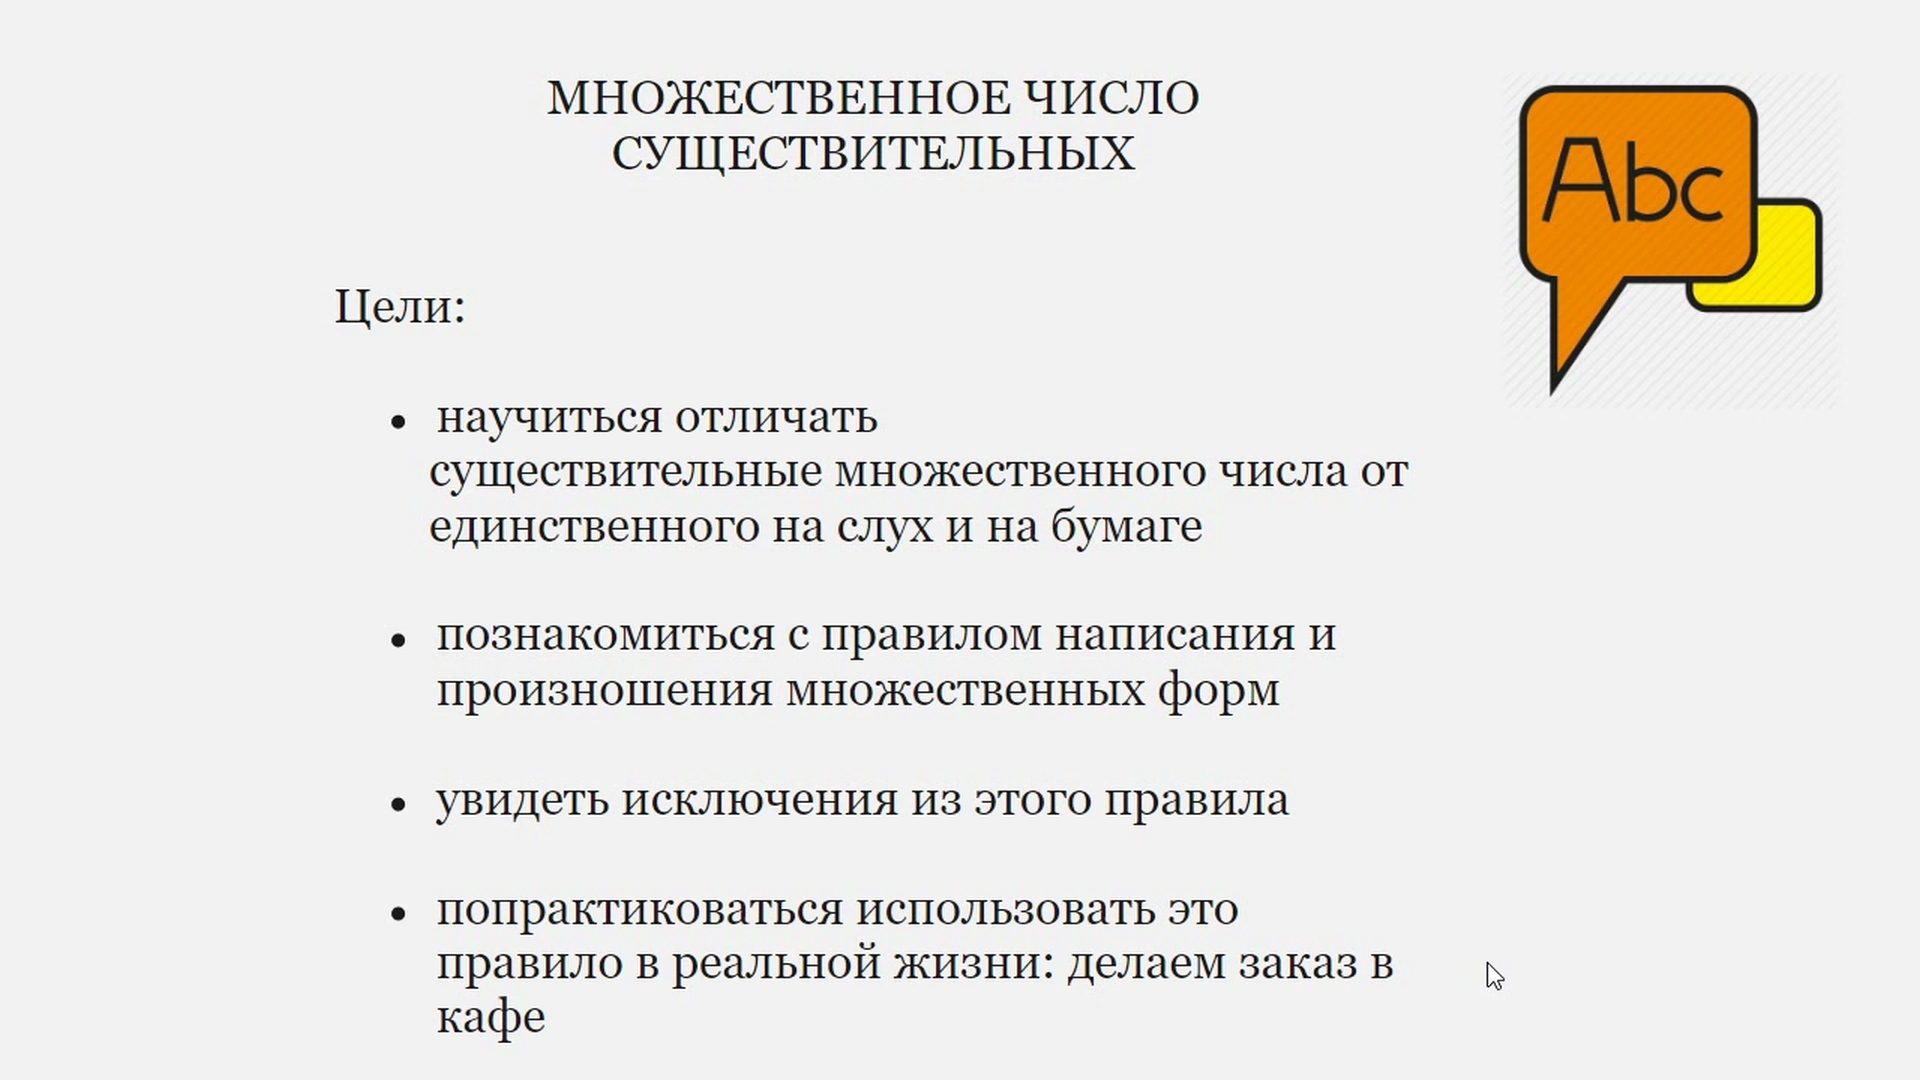 МНОЖЕСТВЕННОЕ ЧИСЛО
СУЩЕСТВИТЕЛЬНЫХ
Abc
Цели:
• научиться отличать
существительные множественного числа от
единственного на слух и на бумаге
• познакомиться с правилом написания и
произношения множественных форм
• увидеть исключения из этого правила
• попрактиковаться использовать это
правило в реальной жизни: делаем заказ в
кафе